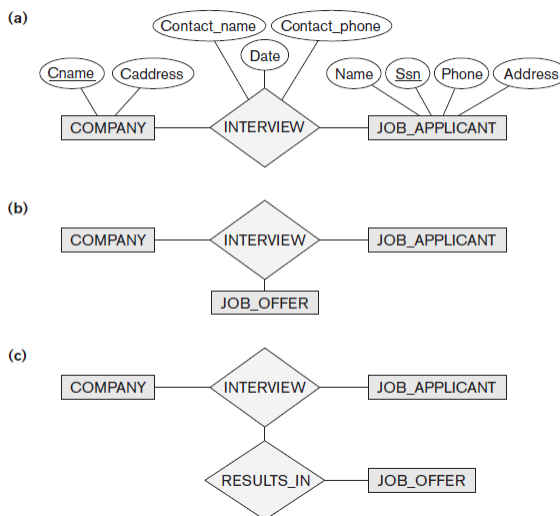 (a)
Contact_name Contact_phone
Date
Cname Caddress Name Ssn Phone Address
COMPANY INTERVIEW JOB_APPLICANT
(b)
COMPANY INTERVIEW JOB_APPLICANT
JOB_OFFER
(c)
COMPANY INTERVIEW JOB_APPLICANT
RESULTS_IN JOB_OFFER